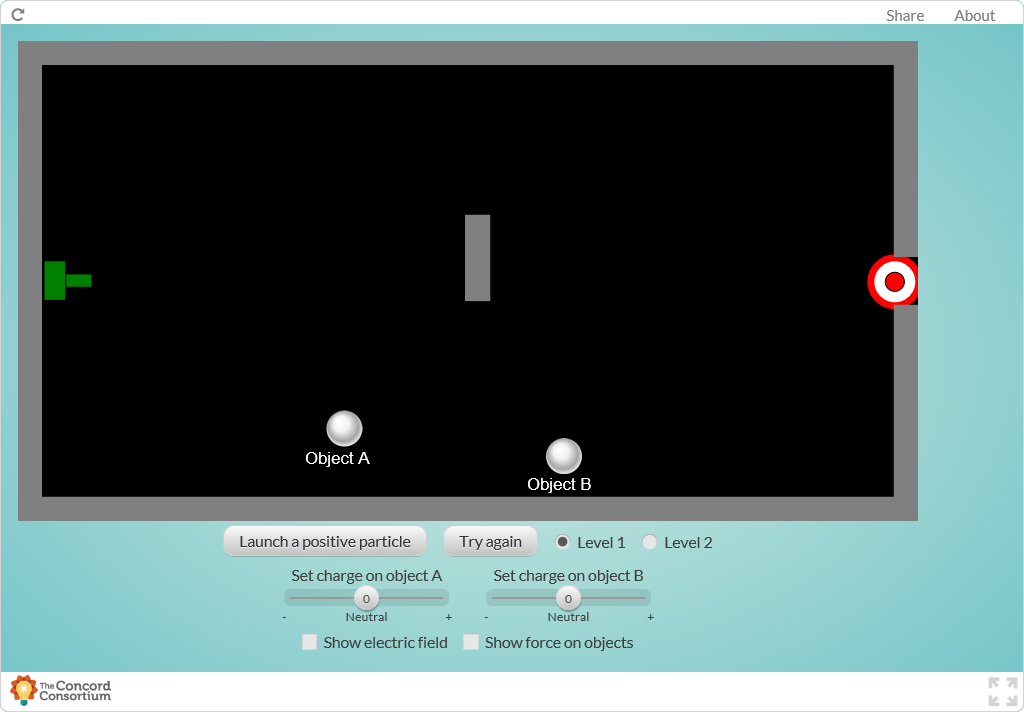 Share About
Object A
Object B
Launch a positive particle Try again Level 1 Level 2
Set charge on object A Set charge on object B
0 0
- Neutral + - Neutral +
Show electric field Show force on objects
The Concord
Consortium